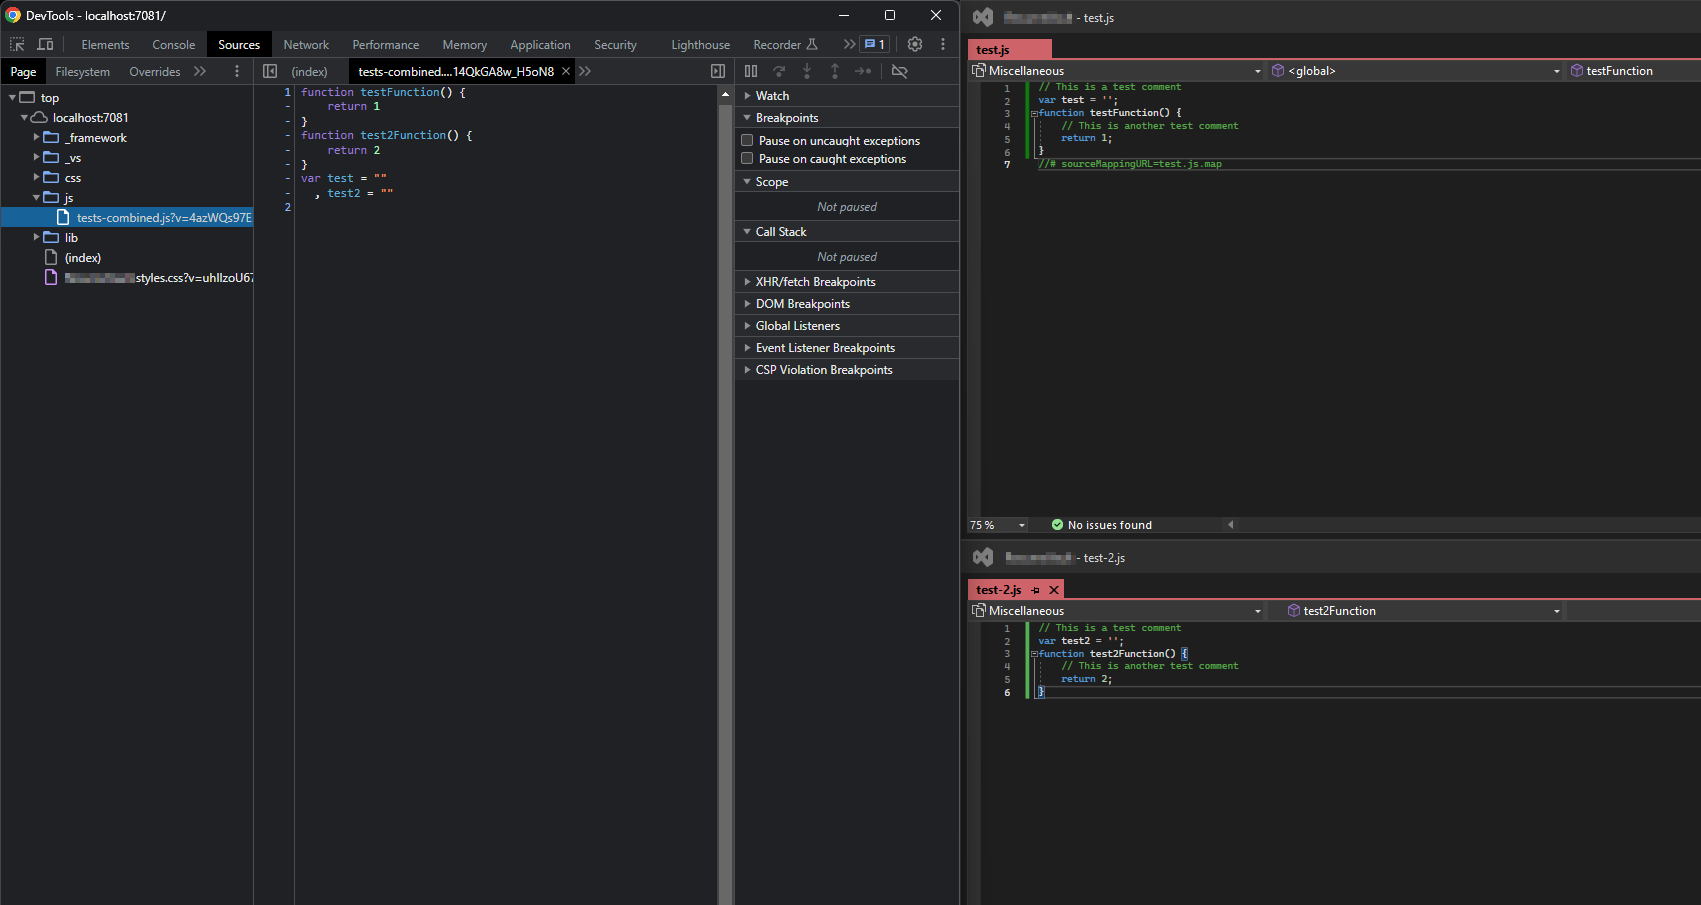 DevTools - localhost:7081/
Elements Console Sources Network Performance Memory Application Security Lighthouse Recorder 1
Page Filesystem Overrides
(index) tests-combined....14QkGA8w_H5oN8
top
localhost:7081
_framework
_vs
css
js
tests-combined.js?v=4azWQs97E
lib
(index)
styles.css?v=uhIIzoU67
1 function testFunction() {
- return 1
- }
- function test2Function() {
- return 2
- }
- var test = ""
- , test2 = ""
2
Watch
Breakpoints
Pause on uncaught exceptions
Pause on caught exceptions
Scope
Not paused
Call Stack
Not paused
XHR/fetch Breakpoints
DOM Breakpoints
Global Listeners
Event Listener Breakpoints
CSP Violation Breakpoints
- test.js
test.js
Miscellaneous <global> testFunction
1 // This is a test comment
2 var test = '';
3 function testFunction() {
4 // This is another test comment
5 return 1;
6 }
7 //# sourceMappingURL=test.js.map
75 % No issues found
- test-2.js
test-2.js
Miscellaneous test2Function
1 // This is a test comment
2 var test2 = '';
3 function test2Function() {
4 // This is another test comment
5 return 2;
6 }